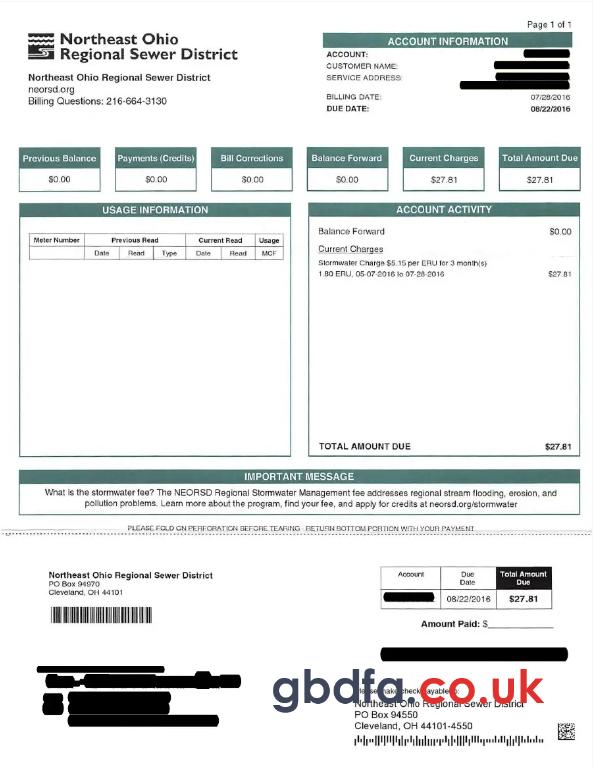 Page 1 of 1
Northeast Ohio
Regional Sewer District
Northeast Ohio Regional Sewer District
neorsd.org
Billing Questions: 216-664-3130
ACCOUNT INFORMATION
ACCOUNT:
CUSTOMER NAME:
SERVICE ADDRESS:
BILLING DATE: 07/28/2016
DUE DATE: 08/22/2016
Previous Balance Payments (Credits) Bill Corrections Balance Forward Current Charges Total Amount Due
$0.00 $0.00 $0.00 $0.00 $27.81 $27.81
USAGE INFORMATION
Meter Number Previous Read Current Read Usage
Date Read Type Date Read MCF
ACCOUNT ACTIVITY
Balance Forward $0.00
Current Charges
Stormwater Charge $5.15 per ERU for 3 month(s)
1.80 ERU, 05-07-2016 to 07-28-2016 $27.81
TOTAL AMOUNT DUE $27.81
IMPORTANT MESSAGE
What is the stormwater fee? The NEORSD Regional Stormwater Management fee addresses regional stream flooding, erosion, and
pollution problems. Learn more about the program, find your fee, and apply for credits at neorsd.org/stormwater
PLEASE FOLD ON PERFORATION BEFORE TEARING - RETURN BOTTOM PORTION WITH YOUR PAYMENT
Northeast Ohio Regional Sewer District
PO Box 94970
Cleveland, OH 44101
Account Due Date Total Amount Due
08/22/2016 $27.81
Amount Paid: $
gbdfa.co.uk
Please make check payable to:
Northeast Ohio Regional Sewer District
PO Box 94550
Cleveland, OH 44101-4550